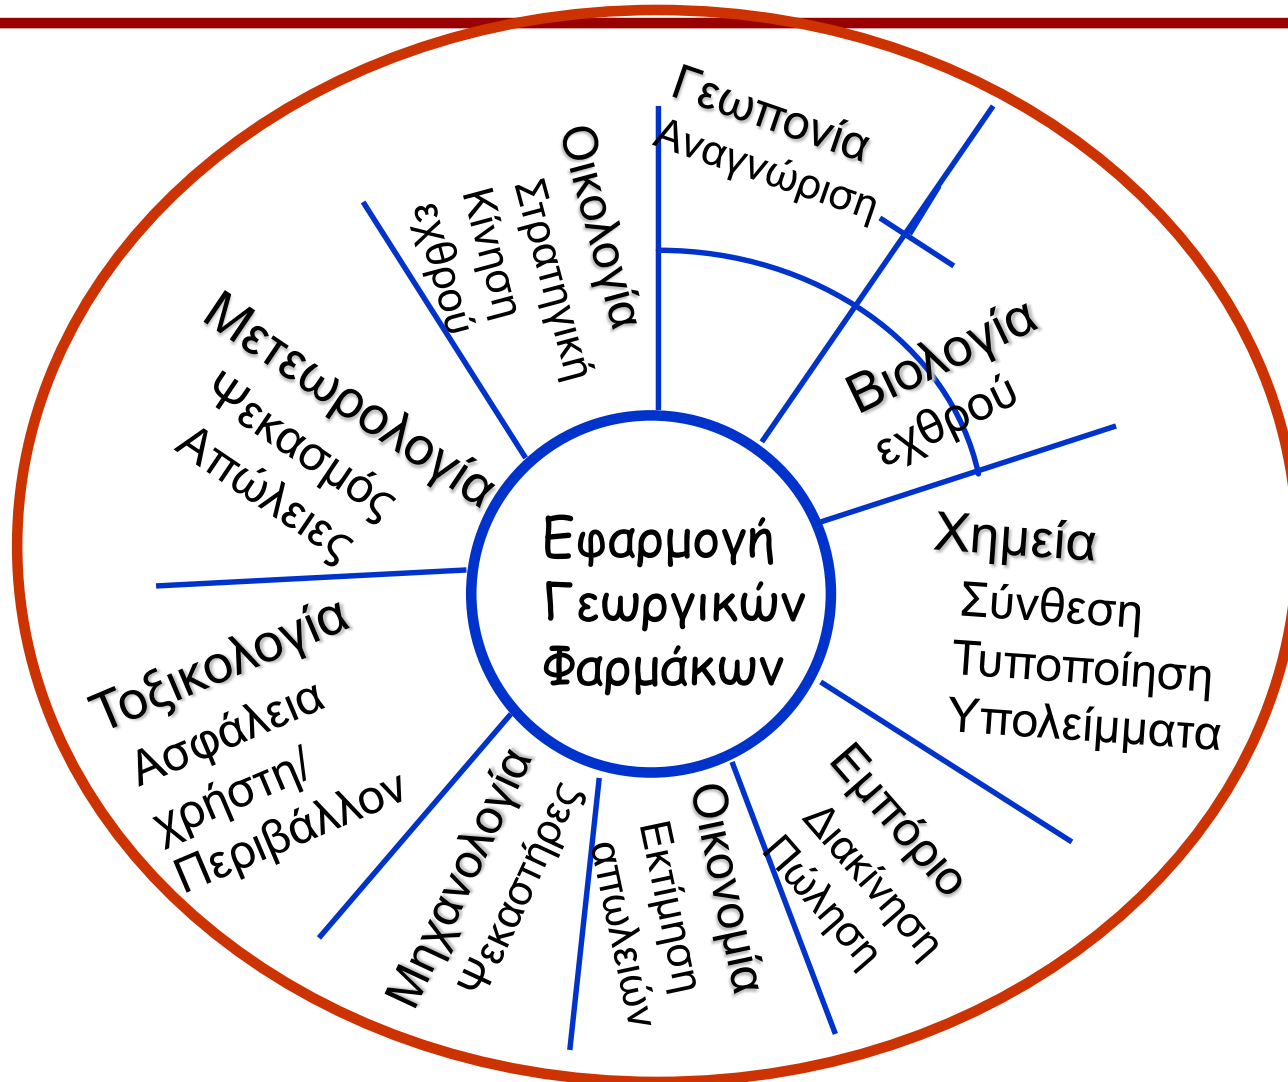 Γεωπονία
Αναγνώριση
Βιολογία
εχθρού
Χημεία
Σύνθεση
Τυποποίηση
Υπολείμματα
Εμπόριο
Διακίνηση
Πώληση
Οικονομία
Εκτίμηση
απωλειών
Μηχανολογία
Ψεκαστήρες
Τοξικολογία
Ασφάλεια
χρήστη/
Περιβάλλον
Μετεωρολογία
Ψεκασμός
Απώλειες
Οικολογία
Στρατηγική
Κίνηση
εχθρού
Εφαρμογή
Γεωργικών
Φαρμάκων